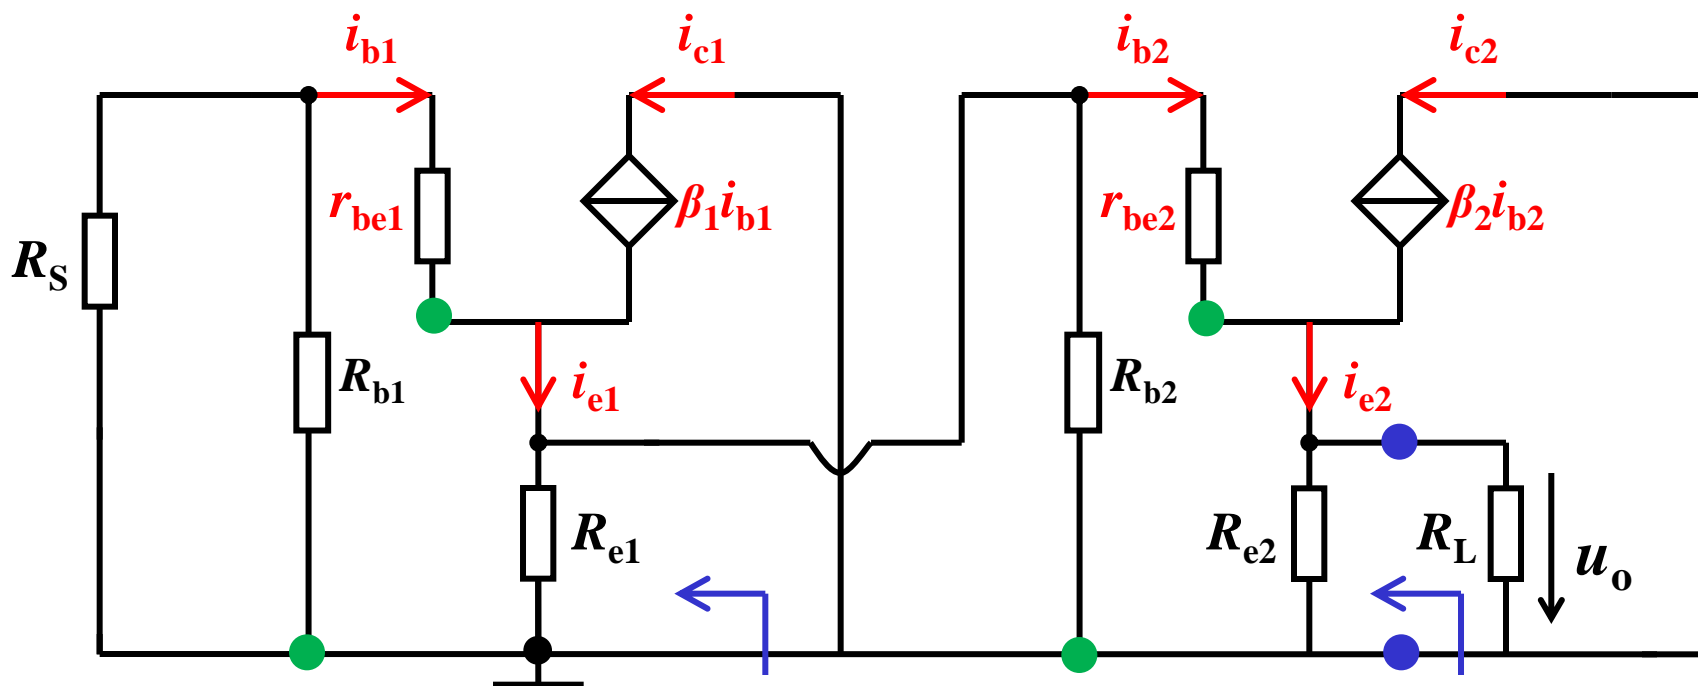 ib1
ic1
ib2
ic2
rbe1
β1ib1
rbe2
β2ib2
RS
Rb1
ie1
Rb2
ie2
Re1
Re2
RL
uo